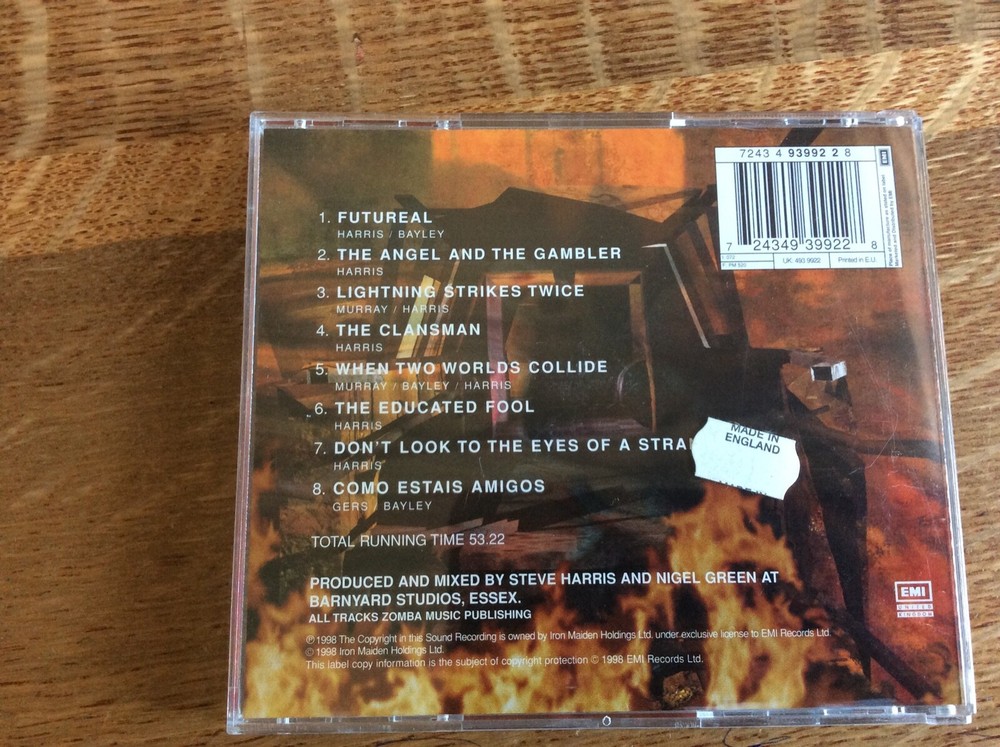 7243 4 93992 2 8
7 24349 39922 8
UK: 493 9922
Printed in E.U.
EMI
1. FUTUREAL
HARRIS / BAYLEY
2. THE ANGEL AND THE GAMBLER
HARRIS
3. LIGHTNING STRIKES TWICE
MURRAY / HARRIS
4. THE CLANSMAN
HARRIS
5. WHEN TWO WORLDS COLLIDE
MURRAY / BAYLEY / HARRIS
6. THE EDUCATED FOOL
HARRIS
7. DON'T LOOK TO THE EYES OF A STRA
HARRIS
MADE IN
ENGLAND
8. COMO ESTAIS AMIGOS
GERS / BAYLEY
TOTAL RUNNING TIME 53.22
PRODUCED AND MIXED BY STEVE HARRIS AND NIGEL GREEN AT
BARNYARD STUDIOS, ESSEX.
ALL TRACKS ZOMBA MUSIC PUBLISHING
℗ 1998 The Copyright in this Sound Recording is owned by Iron Maiden Holdings Ltd. under exclusive license to EMI Records Ltd.
© 1998 Iron Maiden Holdings Ltd.
This label copy information is the subject of copyright protection © 1998 EMI Records Ltd.
EMI
UNITED
KINGDOM